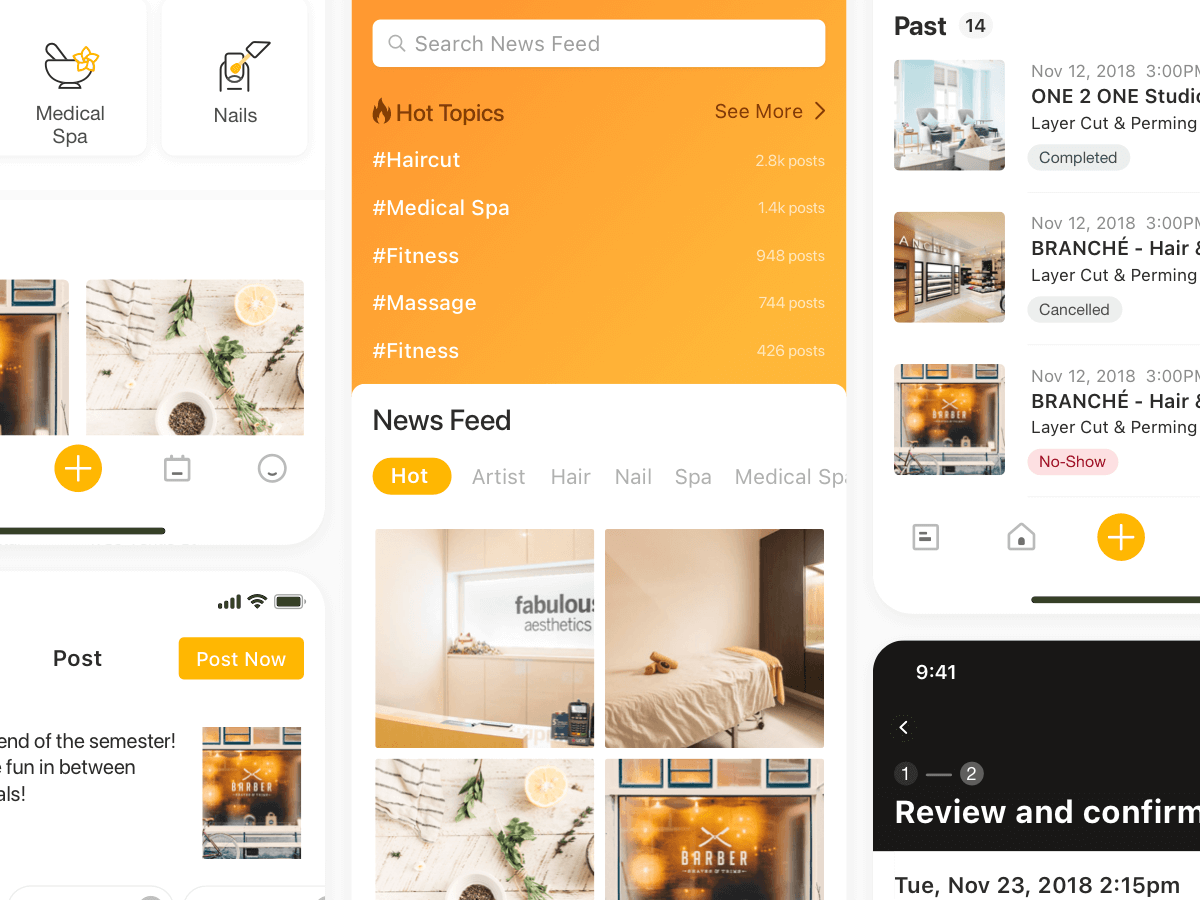 Medical
Spa
Nails
Post
Post Now
end of the semester!
fun in between
als!
BARBER
Search News Feed
Hot Topics
See More
#Haircut
2.8k posts
#Medical Spa
1.4k posts
#Fitness
948 posts
#Massage
744 posts
#Fitness
426 posts
News Feed
Hot Artist Hair Nail Spa Medical Spa
fabulous
aesthetics
BARBER
SHAVES & TRIMS
Past 14
Nov 12, 2018 3:00PM
ONE 2 ONE Studio
Layer Cut & Perming
Completed
Nov 12, 2018 3:00PM
BRANCHÉ - Hair &
Layer Cut & Perming
Cancelled
ANCH
Nov 12, 2018 3:00PM
BRANCHÉ - Hair &
Layer Cut & Perming
No-Show
BARBER
9:41
1 2
Review and confirm
Tue, Nov 23, 2018 2:15pm